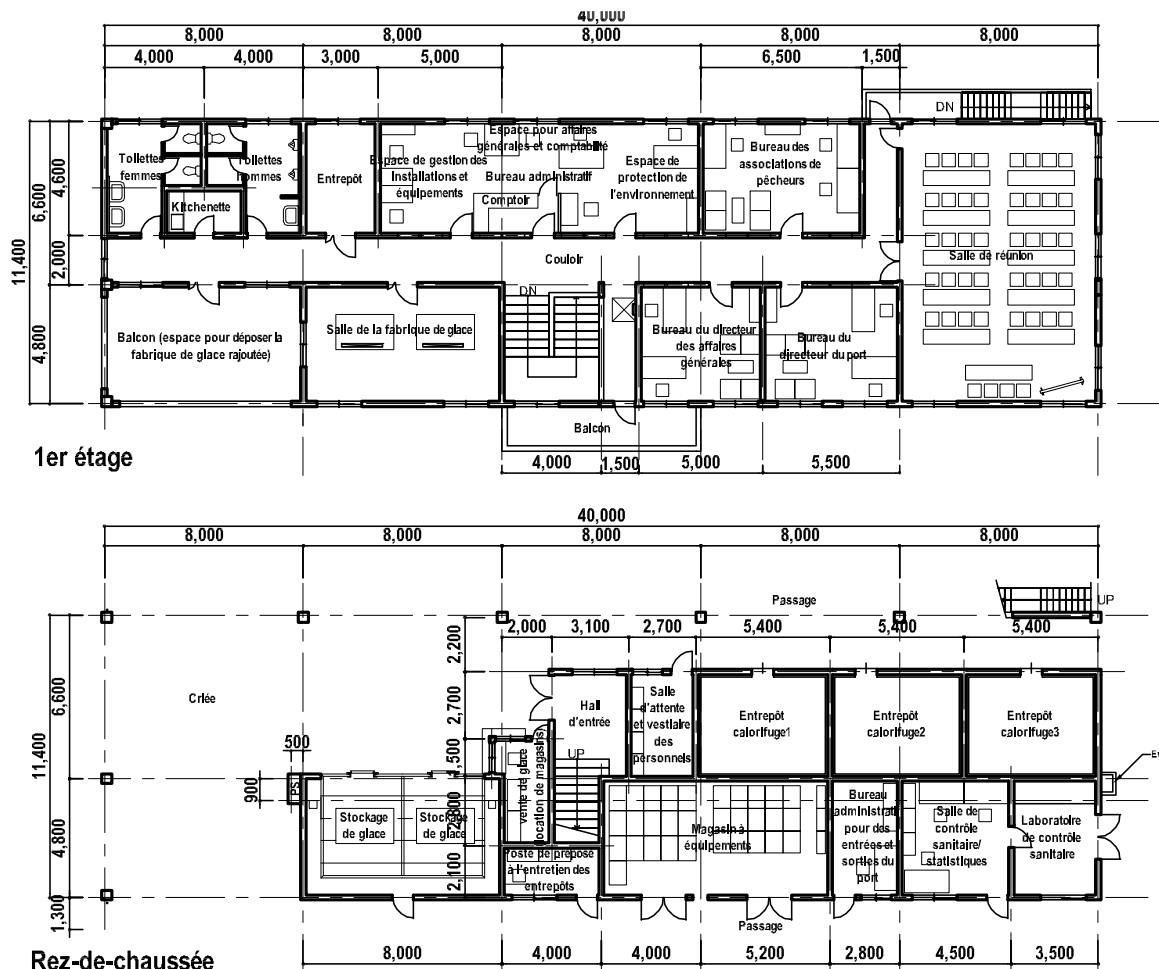 40,000
8,000 8,000 8,000 8,000 8,000
4,000 4,000 3,000 5,000 6,500 1,500
DN
Toilettes
femmes
Toilettes
hommes
Kitchenette
Entrepôt
Espace de gestion des
installations et
équipements
Espace pour affaires
générales et comptabilité
Bureau administratif
Comptoir
Espace de
protection de
l'environnement
Bureau des
associations de
pêcheurs
Salle de réunion
Couloir
11,400
6,600
4,600
2,000
4,800
Balcon (espace pour déposer la
fabrique de glace rajoutée)
Salle de la fabrique de glace
DN
Bureau du directeur
des affaires
générales
Bureau du
directeur du port
Balcon
4,000 1,500 5,000 5,500
1er étage
40,000
8,000 8,000 8,000 8,000 8,000
Passage
UP
2,000 3,100 2,700 5,400 5,400 5,400
2,200
2,700
1,500
2,800
2,100
11,400
6,600
4,800
1,300
500
900
Criée
PS
Hall
d'entrée
UP
Salle
d'attente
et vestiaire
des
personnels
Entrepôt
calorifuge1
Entrepôt
calorifuge2
Entrepôt
calorifuge3
vente de glace
(location de magasins)
Stockage
de glace
Stockage
de glace
Poste de préposé
à l'entretien des
entrepôts
Magasin à
équipements
Bureau
administratif
pour des
entrées et
sorties du
port
Salle de
contrôle
sanitaire/
statistiques
Laboratoire
de contrôle
sanitaire
Passage
8,000 4,000 4,000 5,200 2,800 4,500 3,500
Rez-de-chaussée